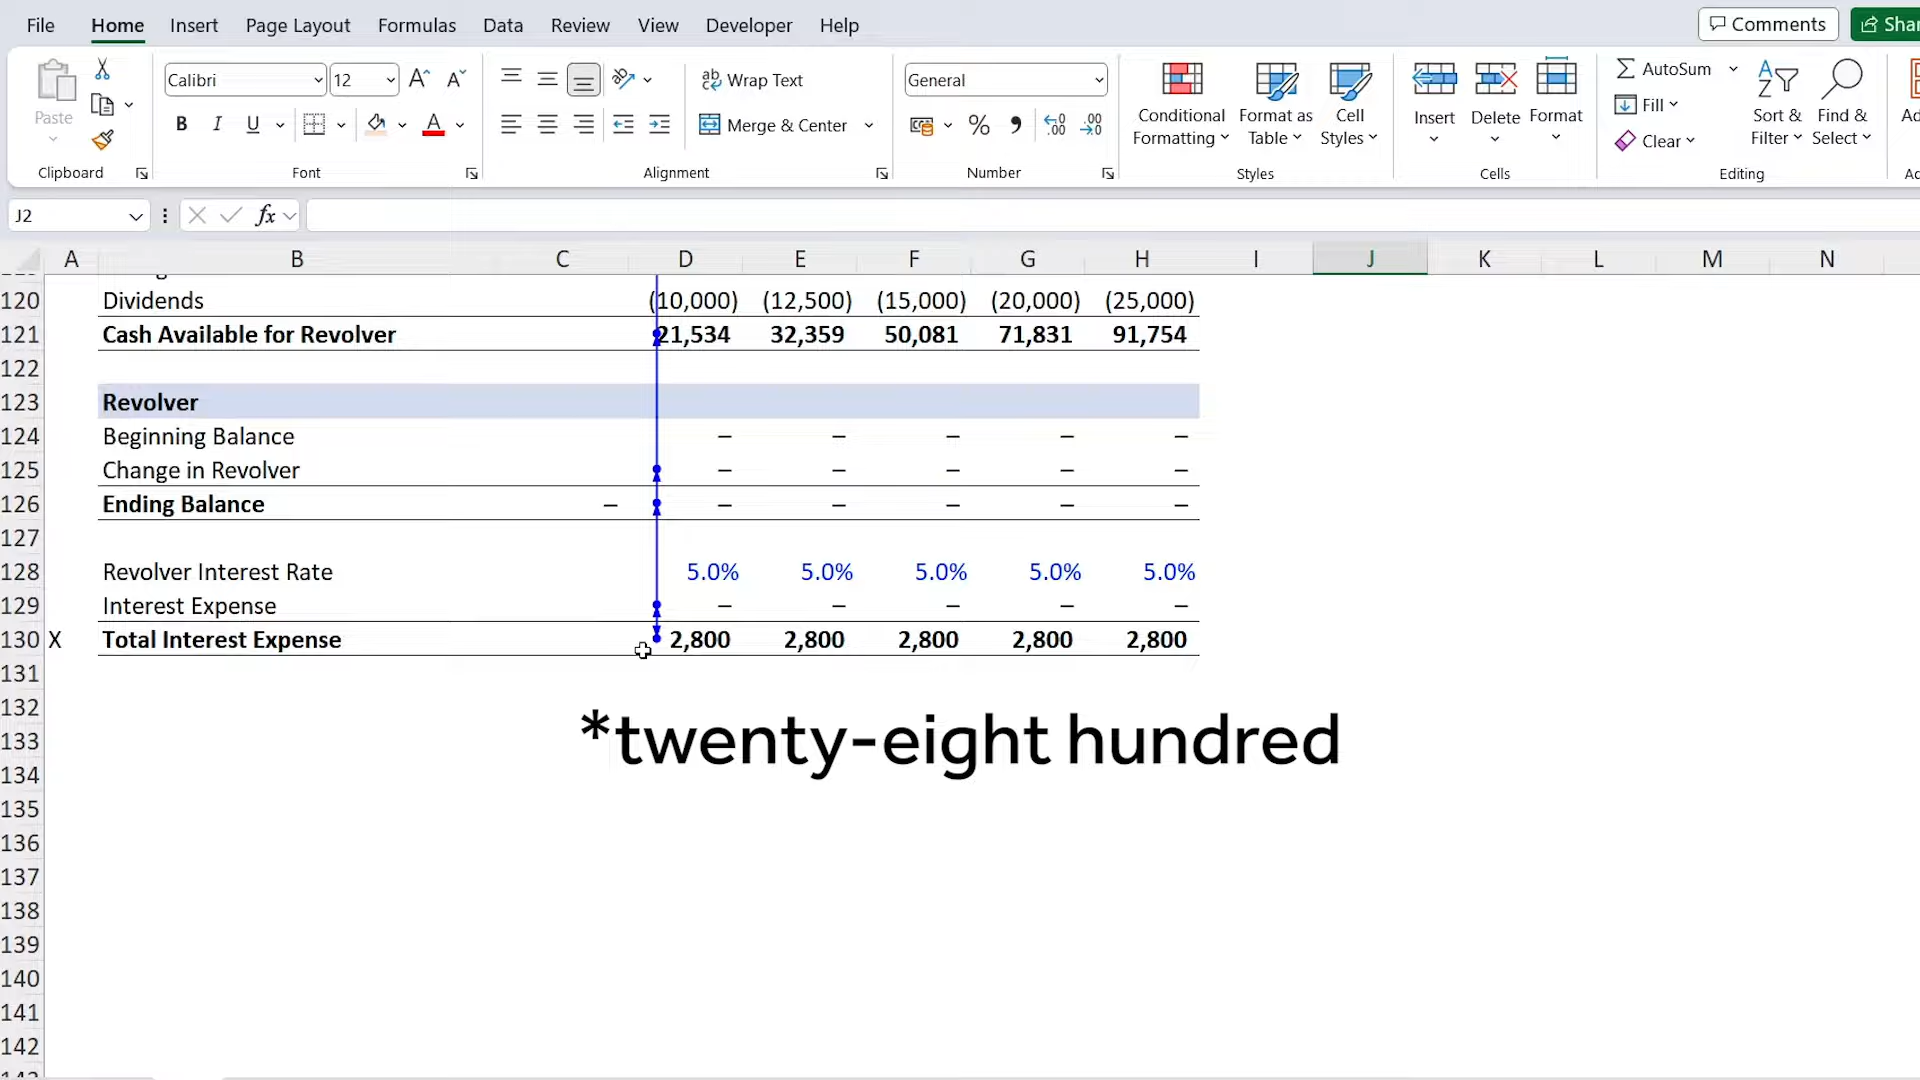 File Home Insert Page Layout Formulas Data Review View Developer Help Comments
Calibri 12 Wrap Text General AutoSum
Paste B I U Merge & Center Conditional Formatting Format as Table Cell Styles Insert Delete Format Fill Clear Sort & Filter Find & Select
Clipboard Font Alignment Number Styles Cells Editing
J2 fx
A B C D E F G H I J K L M N
120 Dividends (10,000) (12,500) (15,000) (20,000) (25,000)
121 Cash Available for Revolver 21,534 32,359 50,081 71,831 91,754
122
123 Revolver
124 Beginning Balance – – – – –
125 Change in Revolver – – – – –
126 Ending Balance – – – – – –
127
128 Revolver Interest Rate 5.0% 5.0% 5.0% 5.0% 5.0%
129 Interest Expense – – – – –
130 X Total Interest Expense 2,800 2,800 2,800 2,800 2,800
131
132
*twenty-eight hundred
133
134
135
136
137
138
139
140
141
142